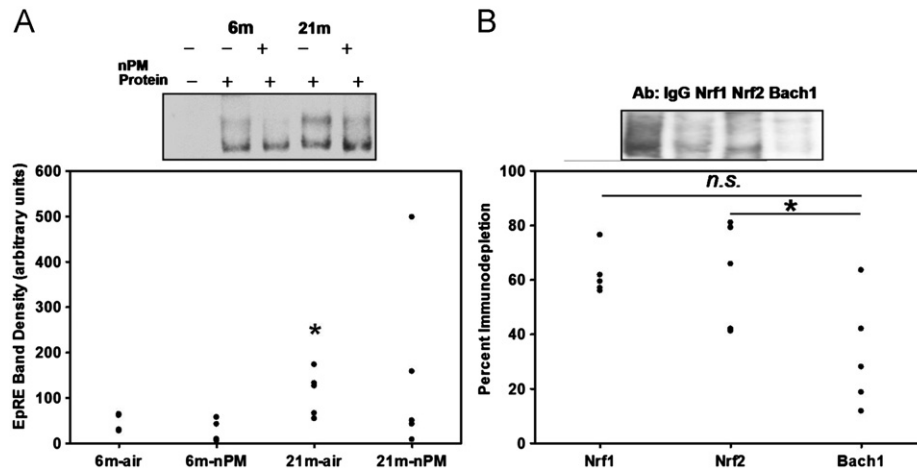 A
6m 21m
nPM – – + – +
Protein – + + + +
EpRE Band Density (arbitrary units)
600
500
400
300
200
100
0
*
6m-air 6m-nPM 21m-air 21m-nPM
B
Ab: IgG Nrf1 Nrf2 Bach1
Percent Immunodepletion
100
80
60
40
20
0
n.s.
*
Nrf1 Nrf2 Bach1